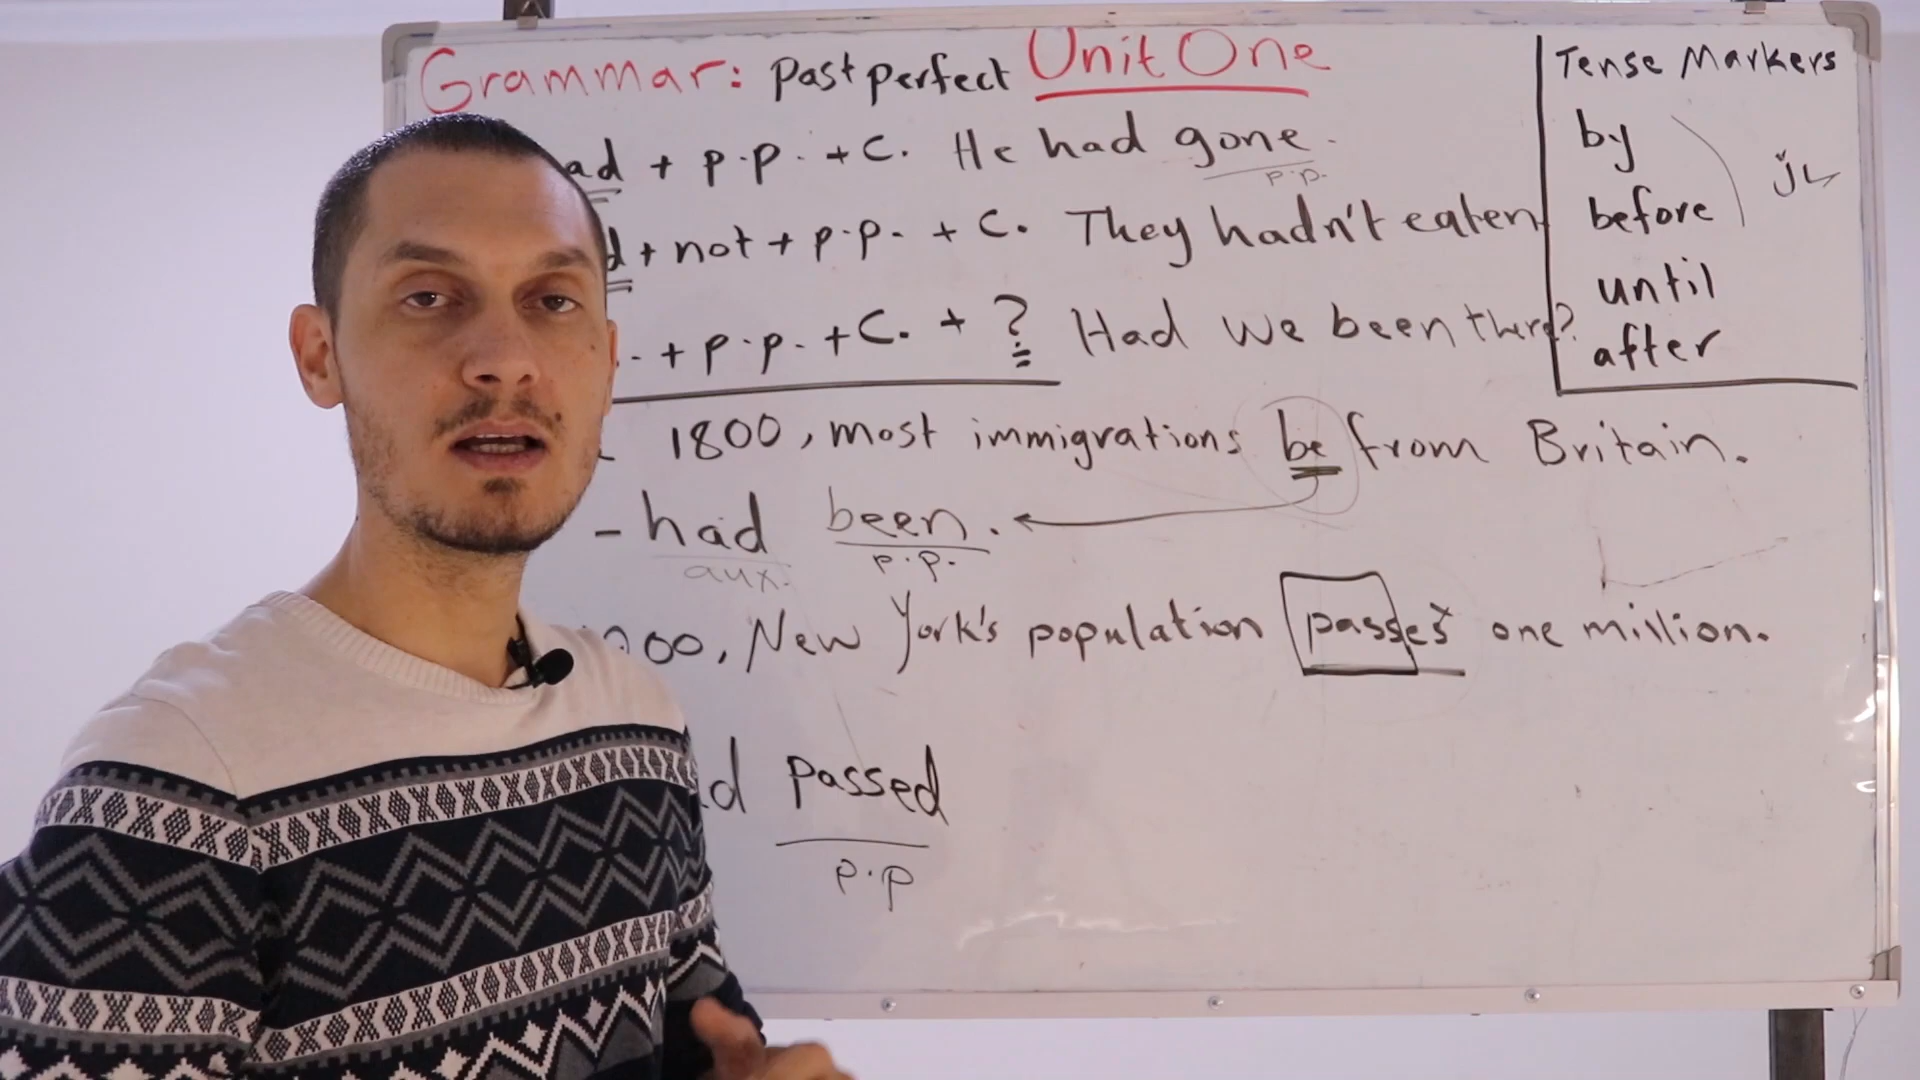 Grammar: Past perfect Unit One
ad + p.p. + C. He had gone.
p.p.
d + not + p.p. + C. They hadn't eaten
. + p.p. + C. + ? Had we been there?
1800, most immigrations be from Britain.
- had been.
aux. p.p.
00, New York's population passes one million.
d passed
p.p
Tense Markers
by
before
until
after